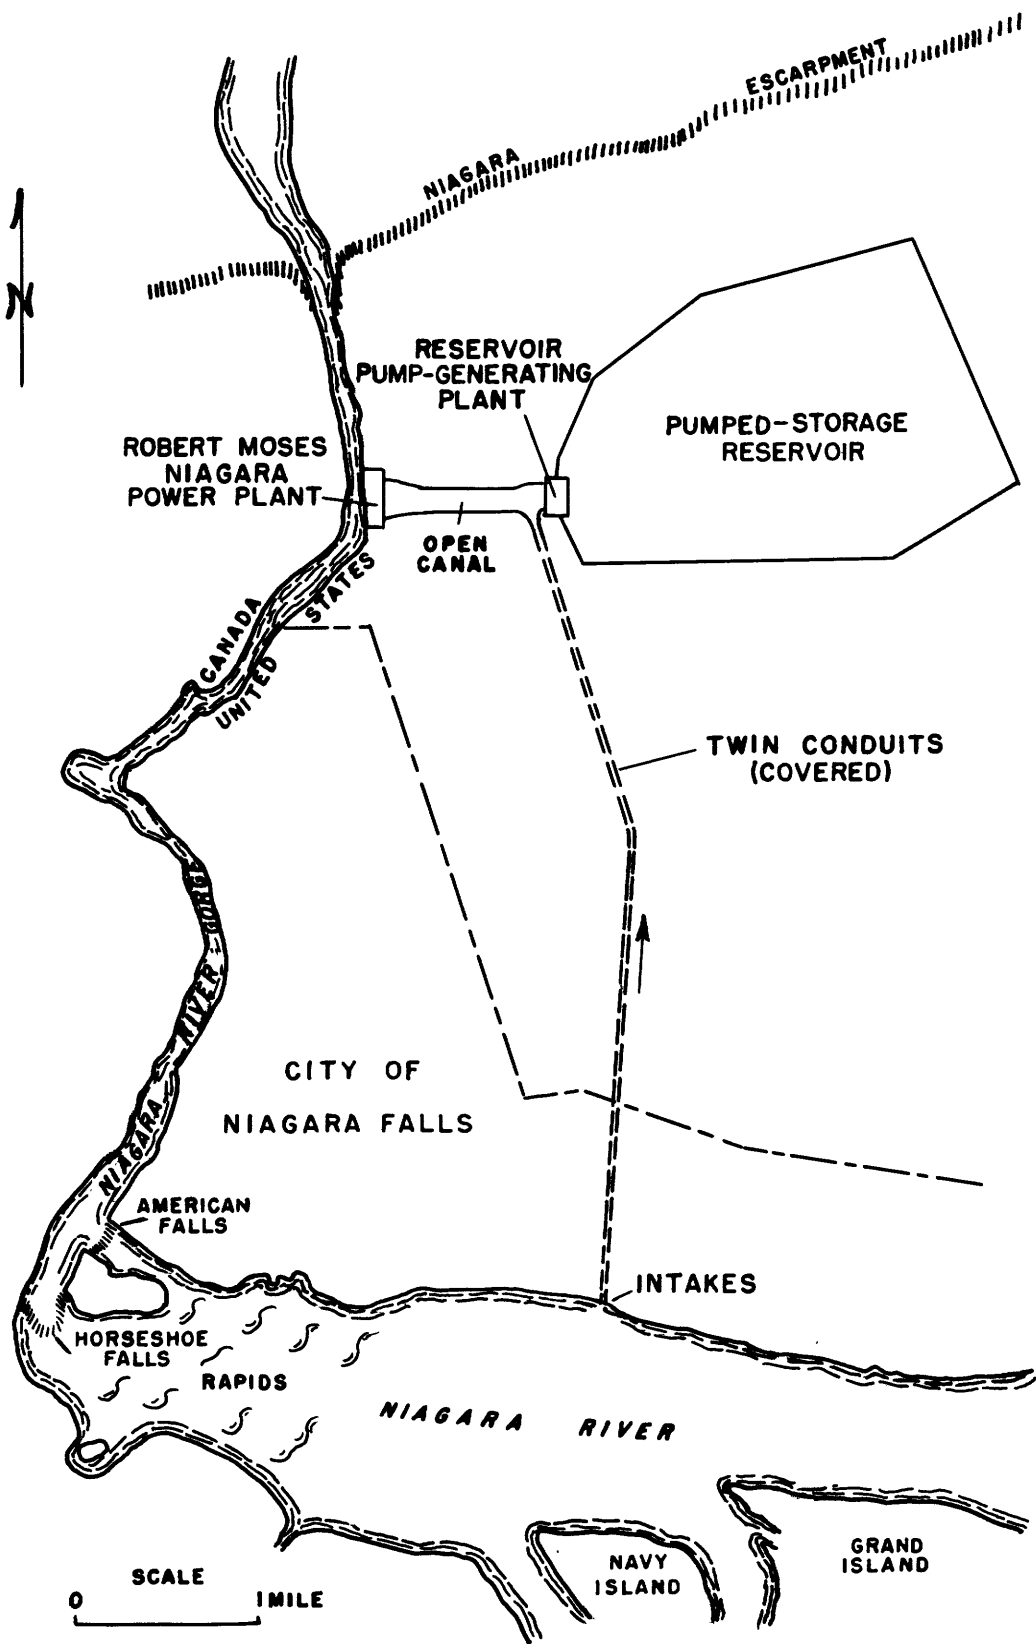 ESCARPMENT
NIAGARA
N
RESERVOIR
PUMP-GENERATING
PLANT
PUMPED-STORAGE
RESERVOIR
ROBERT MOSES
NIAGARA
POWER PLANT
OPEN
CANAL
CANADA
UNITED STATES
TWIN CONDUITS
(COVERED)
NIAGARA RIVER GORGE
CITY OF
NIAGARA FALLS
AMERICAN
FALLS
INTAKES
HORSESHOE
FALLS
RAPIDS
NIAGARA RIVER
NAVY
ISLAND
GRAND
ISLAND
SCALE
0 1 MILE